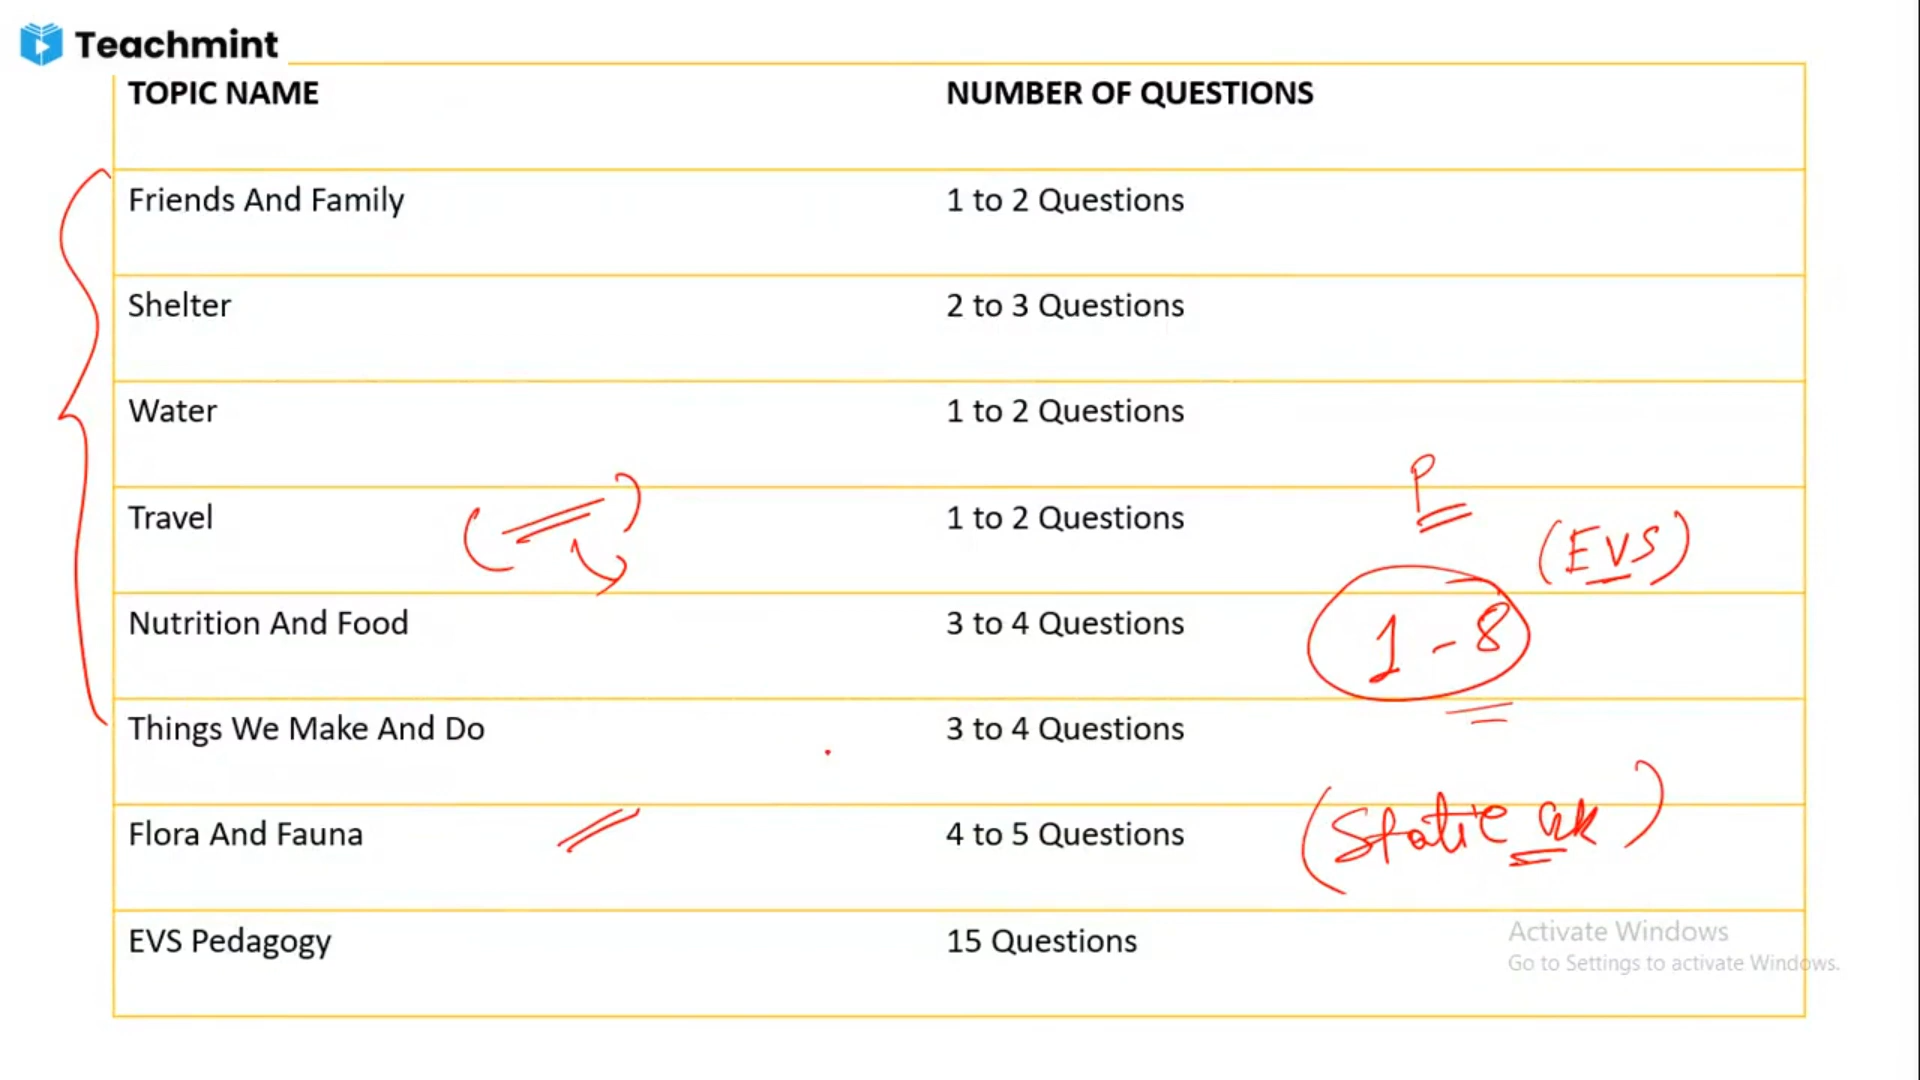 Teachmint
TOPIC NAME NUMBER OF QUESTIONS
Friends And Family 1 to 2 Questions
Shelter 2 to 3 Questions
Water 1 to 2 Questions
P
Travel 1 to 2 Questions
(EVS)
Nutrition And Food 3 to 4 Questions
1 - 8
Things We Make And Do 3 to 4 Questions
Flora And Fauna 4 to 5 Questions
(Static Gk)
EVS Pedagogy 15 Questions
Activate Windows
Go to Settings to activate Windows.